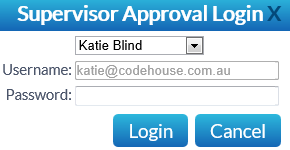 Supervisor Approval Login X
Katie Blind
Username: katie@codehouse.com.au
Password:
Login Cancel